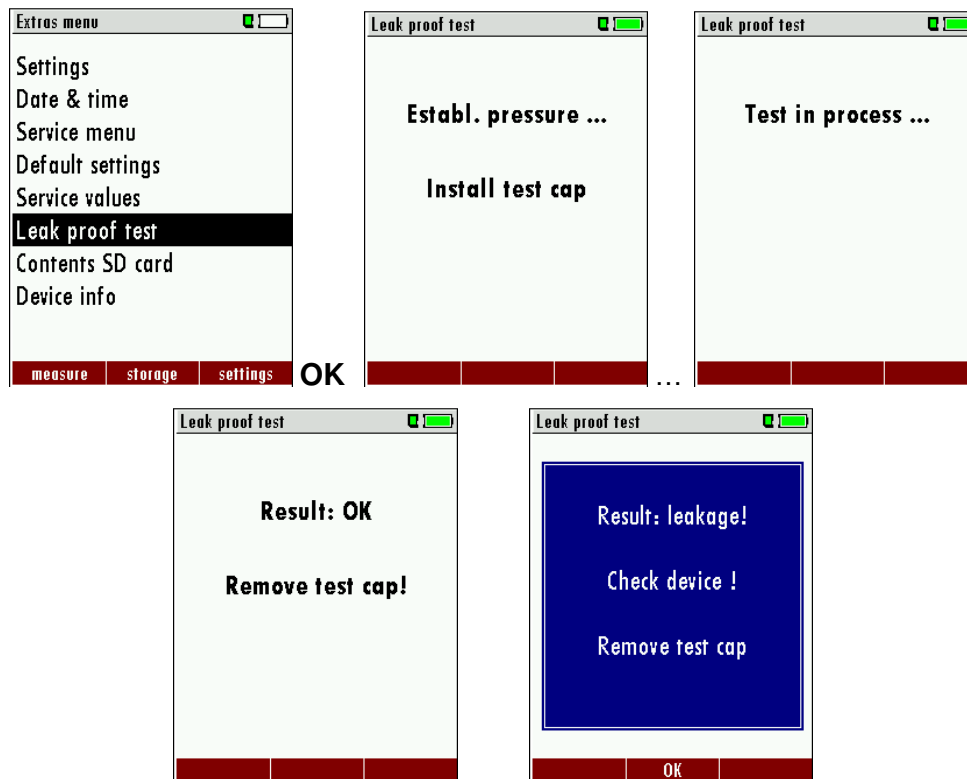 Extras menu
Settings
Date & time
Service menu
Default settings
Service values
Leak proof test
Contents SD card
Device info
measure storage settings
OK
Leak proof test
Establ. pressure ...
Install test cap
...
Leak proof test
Test in process ...
Leak proof test
Result: OK
Remove test cap!
Leak proof test
Result: leakage!
Check device !
Remove test cap
OK